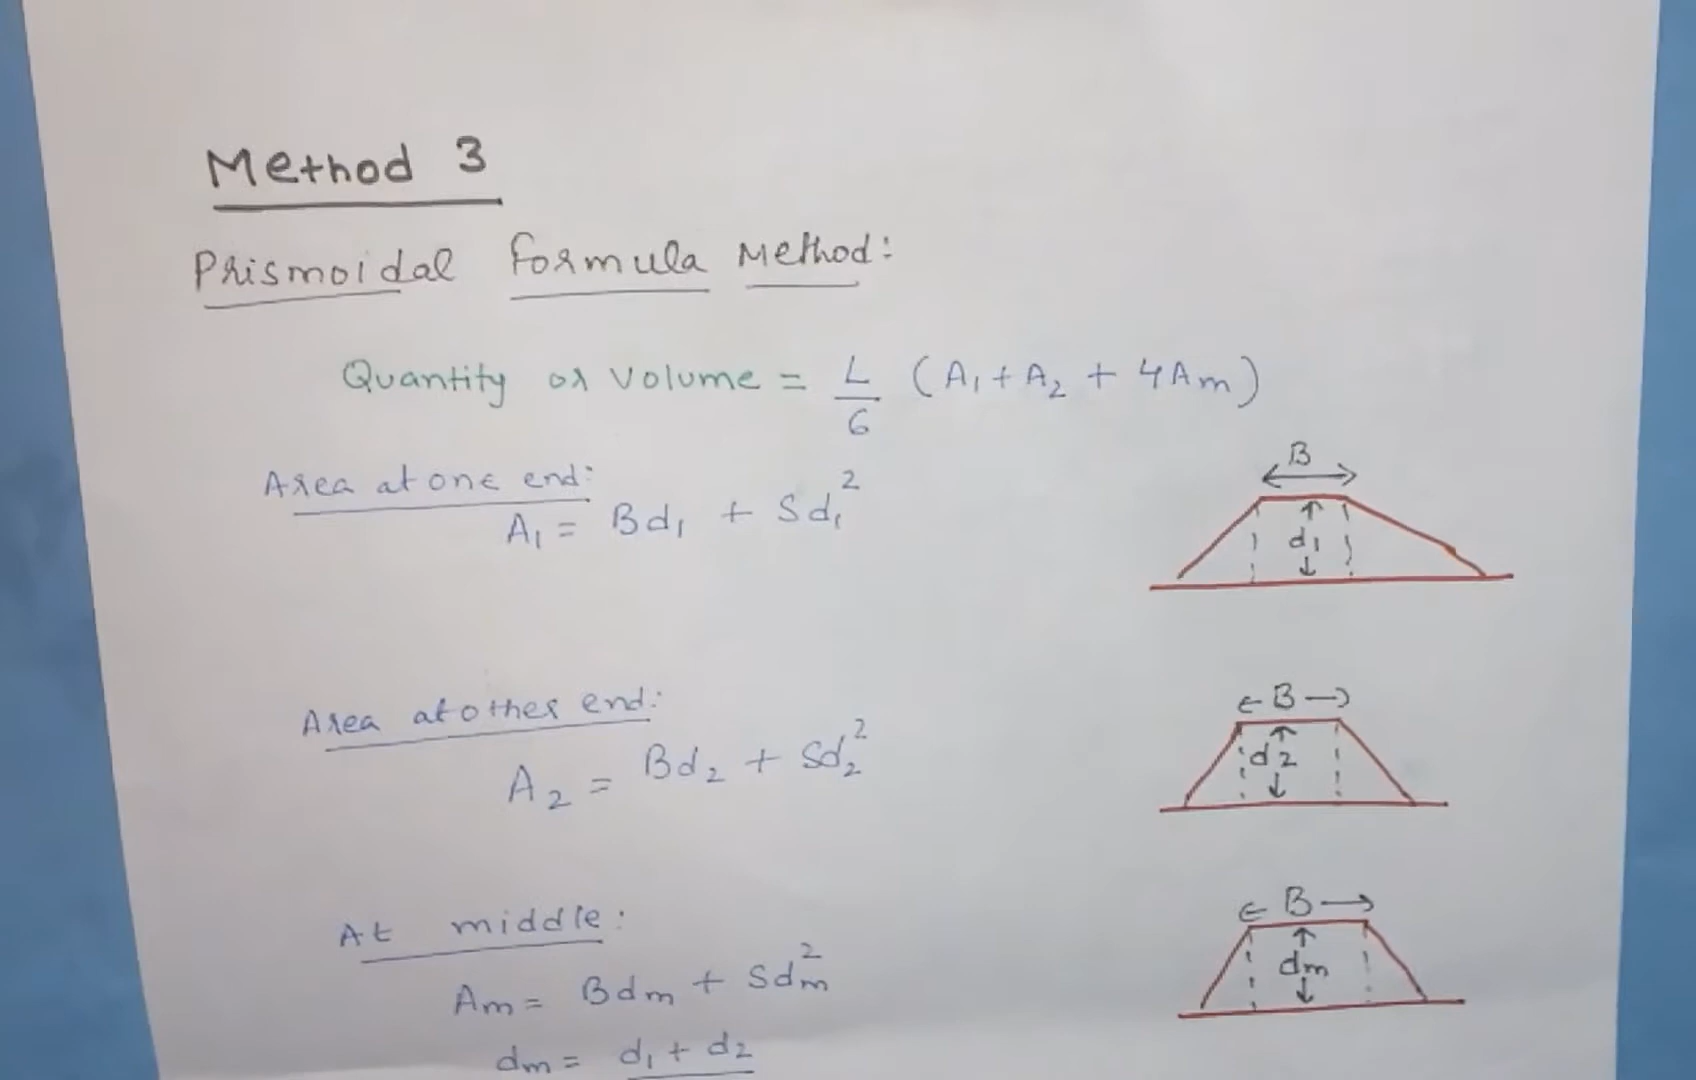 Method 3
Prismoidal Formula Method:
Quantity or Volume = L/6 (A₁ + A₂ + 4Am)
B
Area at one end:
A₁ = Bd₁ + Sd₁²
d₁
Area at other end:
B
A₂ = Bd₂ + Sd₂²
d₂
At middle:
B
Am = Bdm + Sdm²
dm
dm = d₁ + d₂